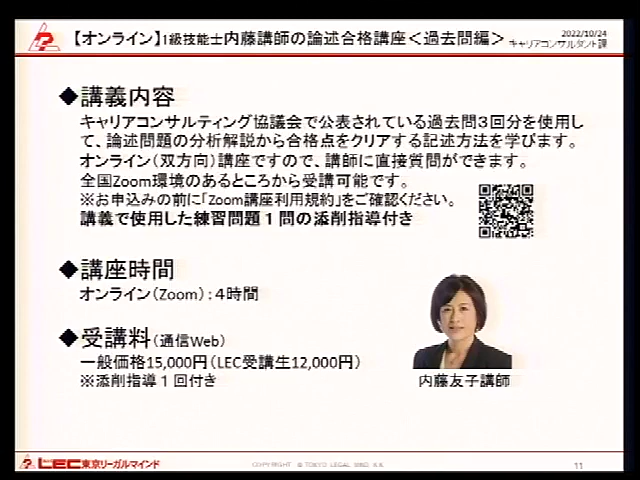 【オンライン】1級技能士内藤講師の論述合格講座＜過去問編＞
2022/10/24
キャリアコンサルタント課
◆講義内容
キャリアコンサルティング協議会で公表されている過去問３回分を使用し
て、論述問題の分析解説から合格点をクリアする記述方法を学びます。
オンライン（双方向）講座ですので、講師に直接質問ができます。
全国Zoom環境のあるところから受講可能です。
※お申込みの前に「Zoom講座利用規約」をご確認ください。
講義で使用した練習問題１問の添削指導付き
◆講座時間
オンライン（Zoom）：４時間
◆受講料（通信Web）
一般価格15,000円（LEC受講生12,000円）
※添削指導１回付き
内藤友子講師
LEC東京リーガルマインド
COPYRIGHT © TOKYO LEGAL MIND K.K.
11